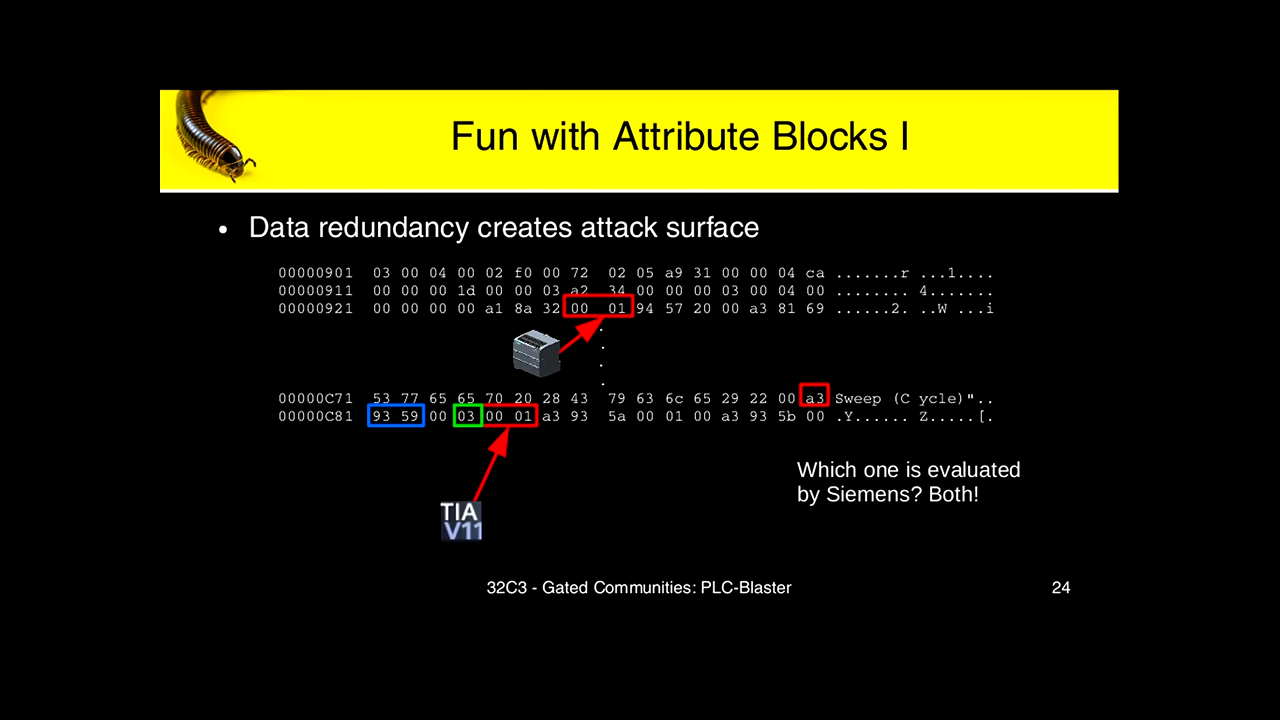 Fun with Attribute Blocks I
• Data redundancy creates attack surface
00000901 03 00 04 00 02 f0 00 72 02 05 a9 31 00 00 04 ca .......r ...1....
00000911 00 00 00 1d 00 00 03 a2 34 00 00 00 03 00 04 00 ........ 4.......
00000921 00 00 00 00 a1 8a 32 00 01 94 57 20 00 a3 81 69 ......2. ..W ...i
.
.
.
.
00000C71 53 77 65 65 70 20 28 43 79 63 6c 65 29 22 00 a3 Sweep (C ycle)"..
00000C81 93 59 00 03 00 01 a3 93 5a 00 01 00 a3 93 5b 00 .Y...... Z.....[.
Which one is evaluated
by Siemens? Both!
TIA
V11
32C3 - Gated Communities: PLC-Blaster
24